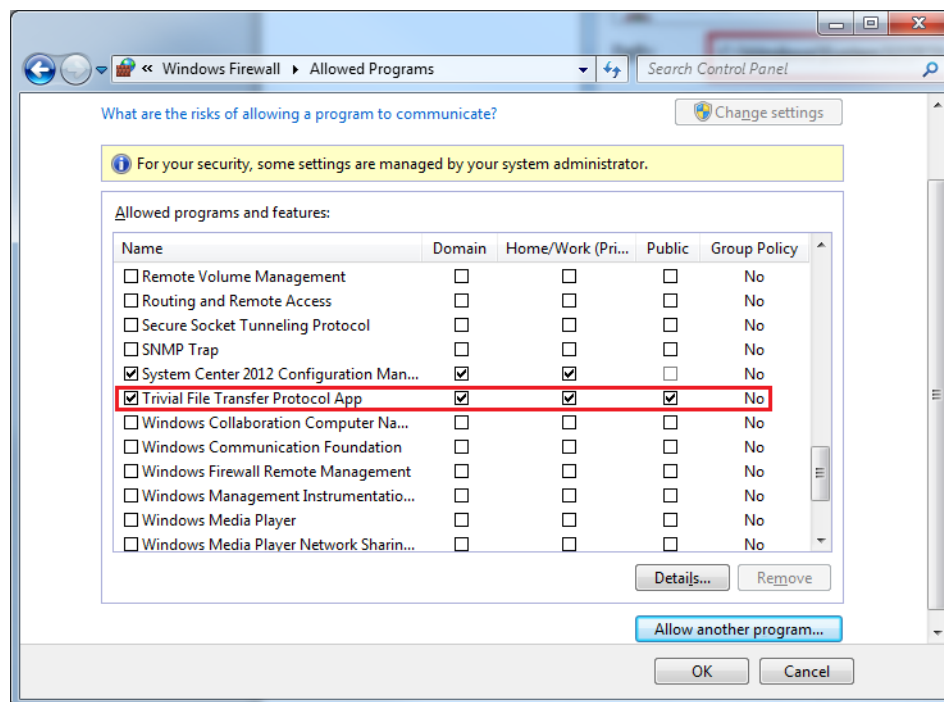 « Windows Firewall Allowed Programs Search Control Panel
What are the risks of allowing a program to communicate? Change settings
For your security, some settings are managed by your system administrator.
Allowed programs and features:
Name Domain Home/Work (Pri... Public Group Policy
Remote Volume Management No
Routing and Remote Access No
Secure Socket Tunneling Protocol No
SNMP Trap No
System Center 2012 Configuration Man... No
Trivial File Transfer Protocol App No
Windows Collaboration Computer Na... No
Windows Communication Foundation No
Windows Firewall Remote Management No
Windows Management Instrumentatio... No
Windows Media Player No
Windows Media Player Network Sharin... No
Details... Remove
Allow another program...
OK Cancel